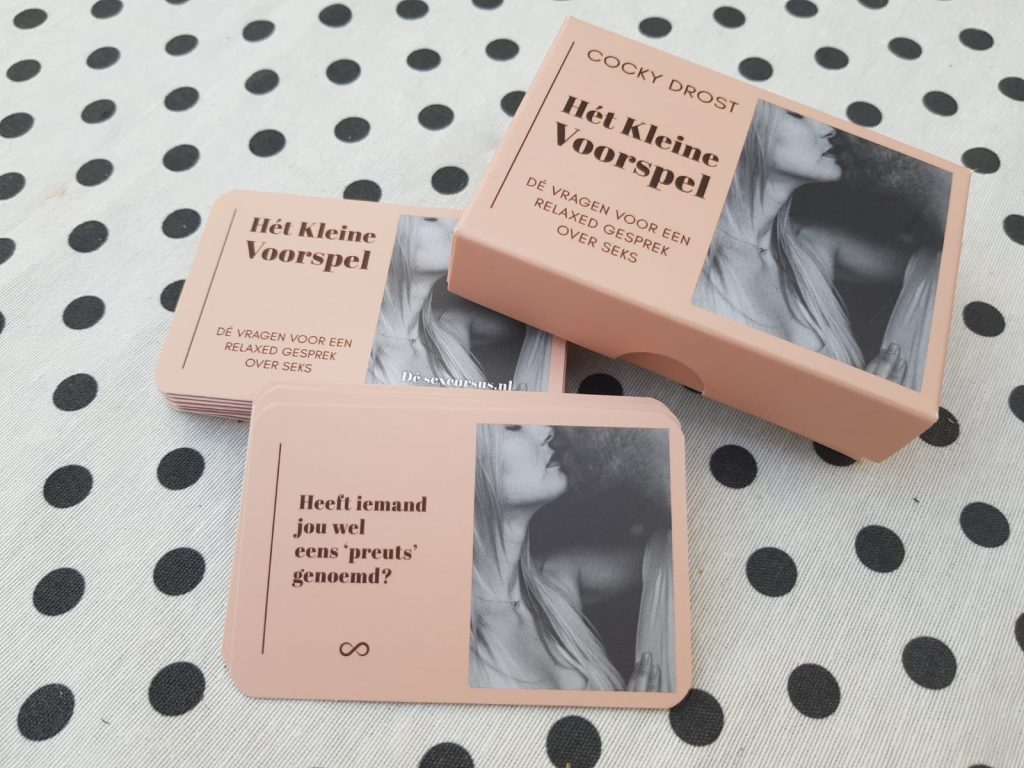 COCKY DROST
Hét Kleine
Voorspel
DÉ VRAGEN VOOR EEN
RELAXED GESPREK
OVER SEKS
Hét Kleine
Voorspel
DÉ VRAGEN VOOR EEN
RELAXED GESPREK
OVER SEKS
Dé sexcursus.nl
Heeft iemand
jou wel
eens ‘preuts’
genoemd?